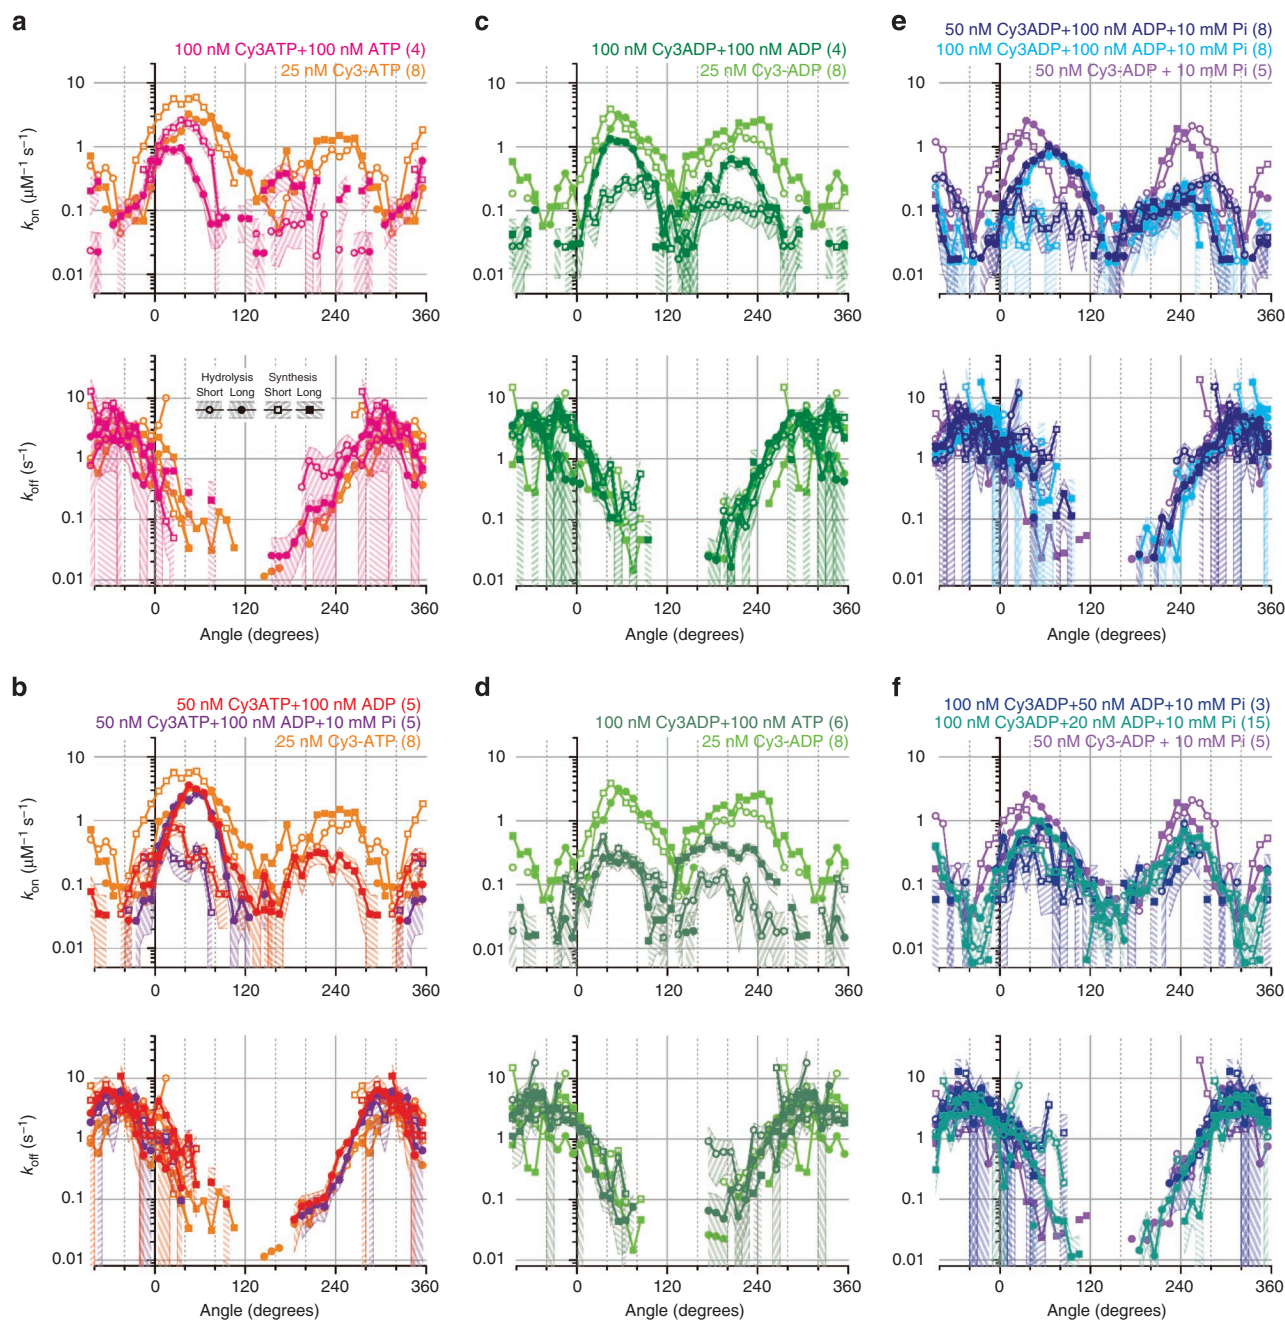 a
100 nM Cy3ATP+100 nM ATP (4)
25 nM Cy3-ATP (8)
10
1
0.1
0.01
kon (µM−1 s−1)
0 120 240 360
Hydrolysis Synthesis
Short Long Short Long
10
1
0.1
0.01
koff (s−1)
0 120 240 360
Angle (degrees)
c
100 nM Cy3ADP+100 nM ADP (4)
25 nM Cy3-ADP (8)
0 120 240 360
0 120 240 360
Angle (degrees)
10
1
0.1
0.01
10
1
0.1
0.01
e
50 nM Cy3ADP+100 nM ADP+10 mM Pi (8)
100 nM Cy3ADP+100 nM ADP+10 mM Pi (8)
50 nM Cy3-ADP + 10 mM Pi (5)
10
1
0.1
0.01
0 120 240 360
10
1
0.1
0.01
0 120 240 360
Angle (degrees)
b
50 nM Cy3ATP+100 nM ADP (5)
50 nM Cy3ATP+100 nM ADP+10 mM Pi (5)
25 nM Cy3-ATP (8)
10
1
0.1
0.01
kon (µM−1 s−1)
0 120 240 360
10
1
0.1
0.01
koff (s−1)
0 120 240 360
Angle (degrees)
d
100 nM Cy3ADP+100 nM ATP (6)
25 nM Cy3-ADP (8)
10
1
0.1
0.01
0 120 240 360
10
1
0.1
0.01
0 120 240 360
Angle (degrees)
f
100 nM Cy3ADP+50 nM ADP+10 mM Pi (3)
100 nM Cy3ADP+20 nM ADP+10 mM Pi (15)
50 nM Cy3-ADP + 10 mM Pi (5)
10
1
0.1
0.01
0 120 240 360
10
1
0.1
0.01
0 120 240 360
Angle (degrees)